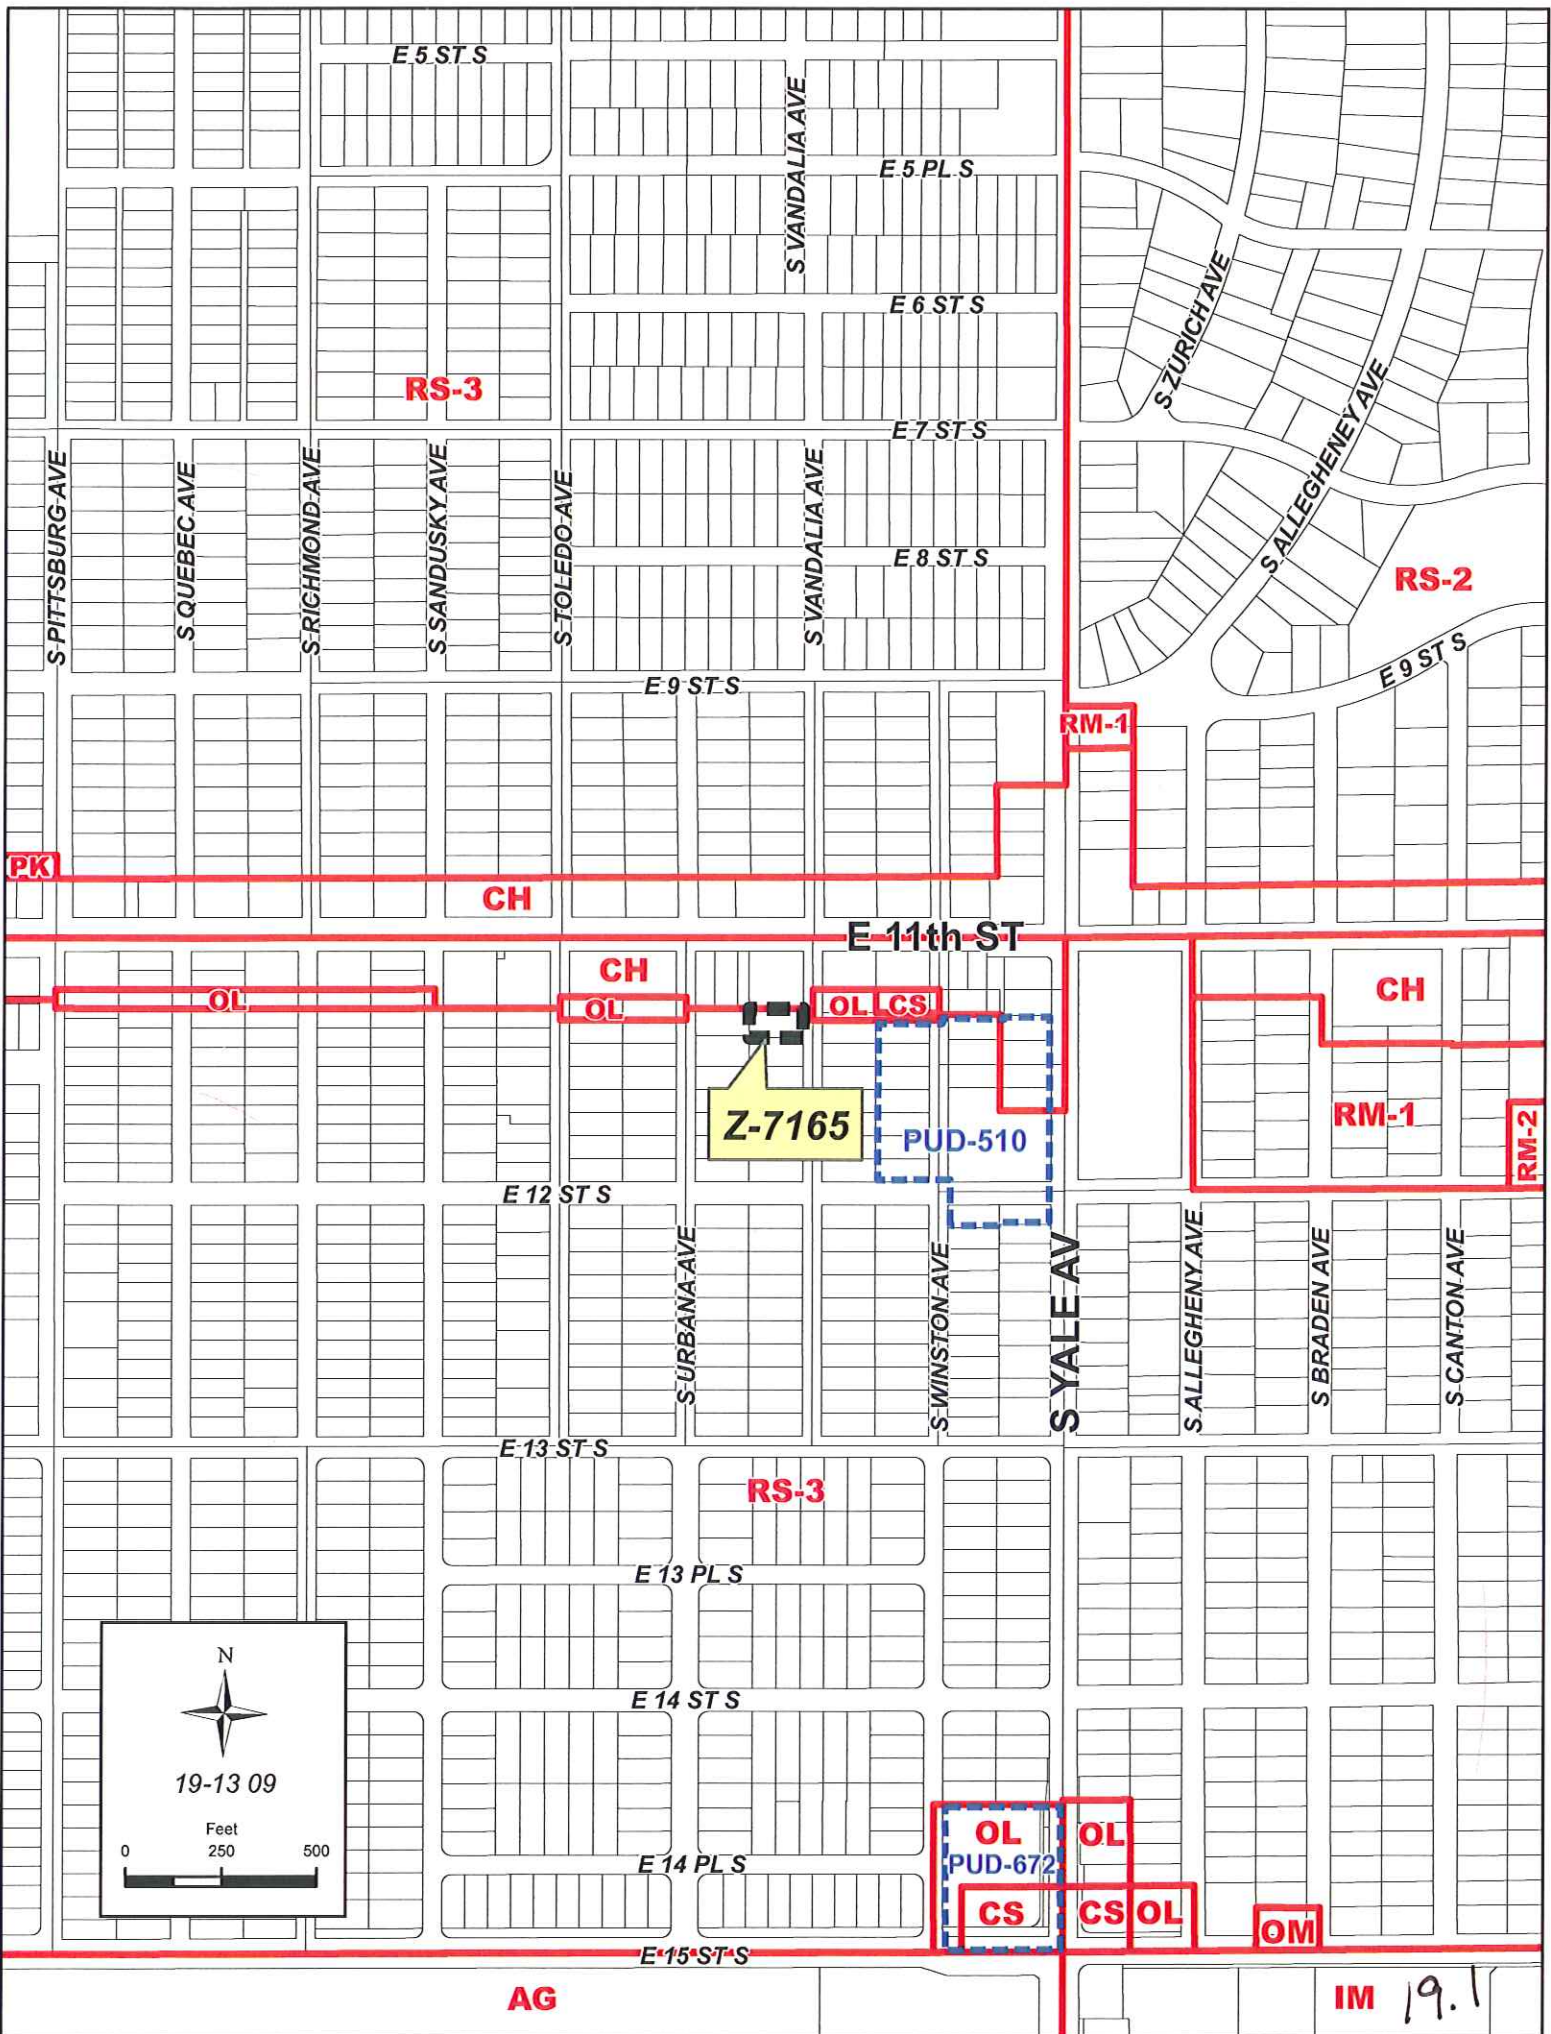 E 5 ST S
S VANDALIA AVE
E 5 PL S
E 6 ST S
S ZURICH AVE
RS-3
S ALLEGHENEY AVE
E 7 ST S
S PITTSBURG AVE
S QUEBEC AVE
S RICHMOND AVE
S SANDUSKY AVE
S TOLEDO AVE
S VANDALIA AVE
E 8 ST S
RS-2
E 9 ST S
E 9 ST S
RM-1
PK
CH
E 11th ST
CH
CH
OL
OL
OL
CS
Z-7165
PUD-510
RM-1
RM-2
E 12 ST S
S URBANA AVE
S WINSTON AVE
S YALE AV
S ALLEGHENY AVE
S BRADEN AVE
S CANTON AVE
E 13 ST S
RS-3
E 13 PL S
N
19-13 09
Feet
0 250 500
E 14 ST S
OL
OL
PUD-672
E 14 PL S
CS
CS
OL
OM
E 15 ST S
AG
IM
19.1